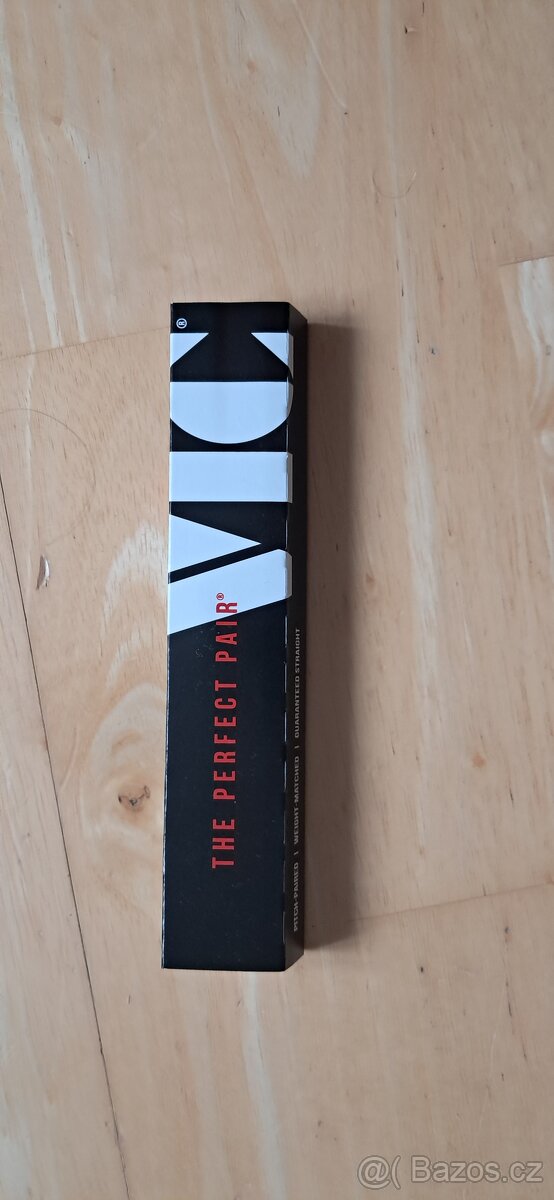 VIC®
THE PERFECT PAIR®
PITCH-PAIRED | WEIGHT-MATCHED | GUARANTEED STRAIGHT
@( Bazos.cz